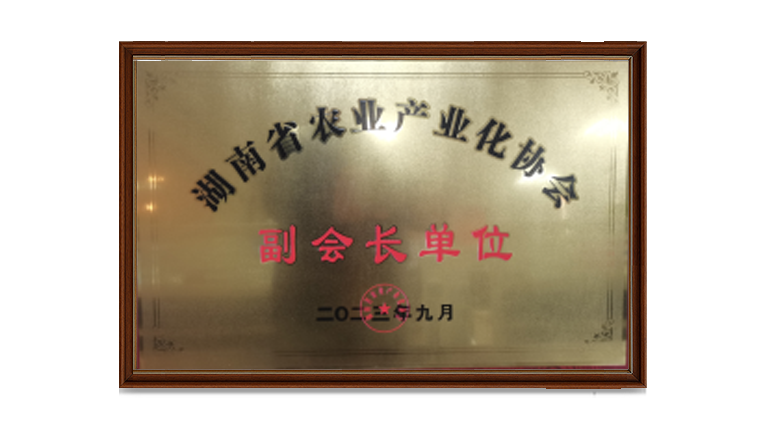 湖南省农业产业化协会
副会长单位
二〇二三年九月